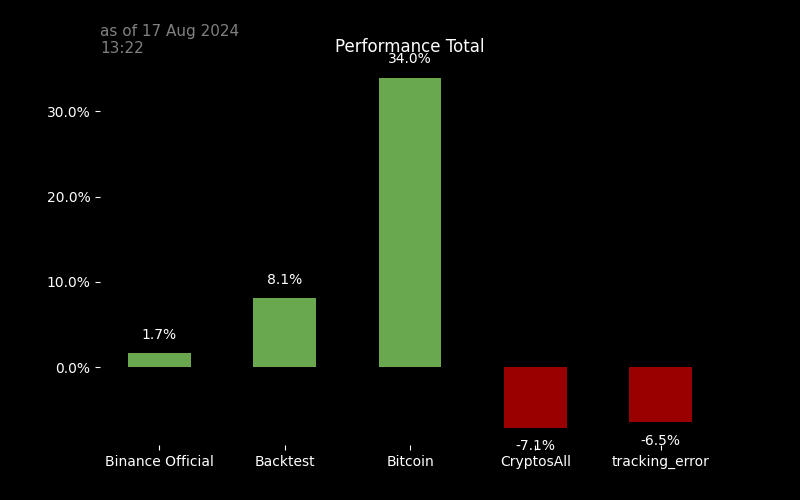 as of 17 Aug 2024
13:22
Performance Total
34.0%
30.0%
20.0%
10.0%
8.1%
1.7%
0.0%
-7.1%
-6.5%
Binance Official
Backtest
Bitcoin
CryptosAll
tracking_error